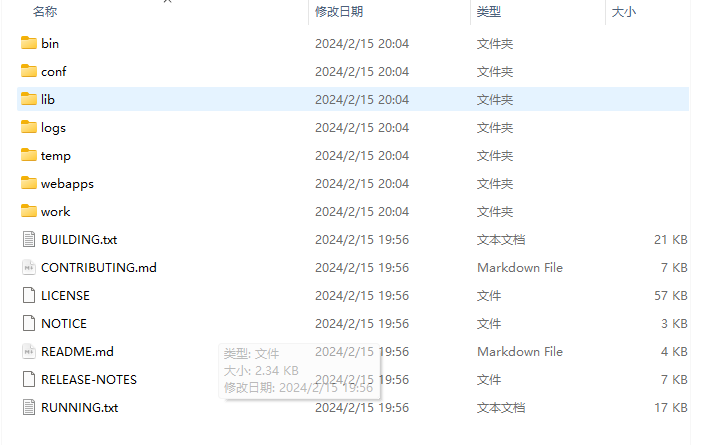 名称 修改日期 类型 大小
bin 2024/2/15 20:04 文件夹
conf 2024/2/15 20:04 文件夹
lib 2024/2/15 20:04 文件夹
logs 2024/2/15 20:04 文件夹
temp 2024/2/15 20:04 文件夹
webapps 2024/2/15 20:04 文件夹
work 2024/2/15 20:04 文件夹
BUILDING.txt 2024/2/15 19:56 文本文档 21 KB
CONTRIBUTING.md 2024/2/15 19:56 Markdown File 7 KB
LICENSE 2024/2/15 19:56 文件 57 KB
NOTICE 2024/2/15 19:56 文件 3 KB
README.md 2024/2/15 19:56 Markdown File 4 KB
类型: 文件
大小: 2.34 KB
修改日期: 2024/2/15 19:56
RELEASE-NOTES 2024/2/15 19:56 文件 7 KB
RUNNING.txt 2024/2/15 19:56 文本文档 17 KB